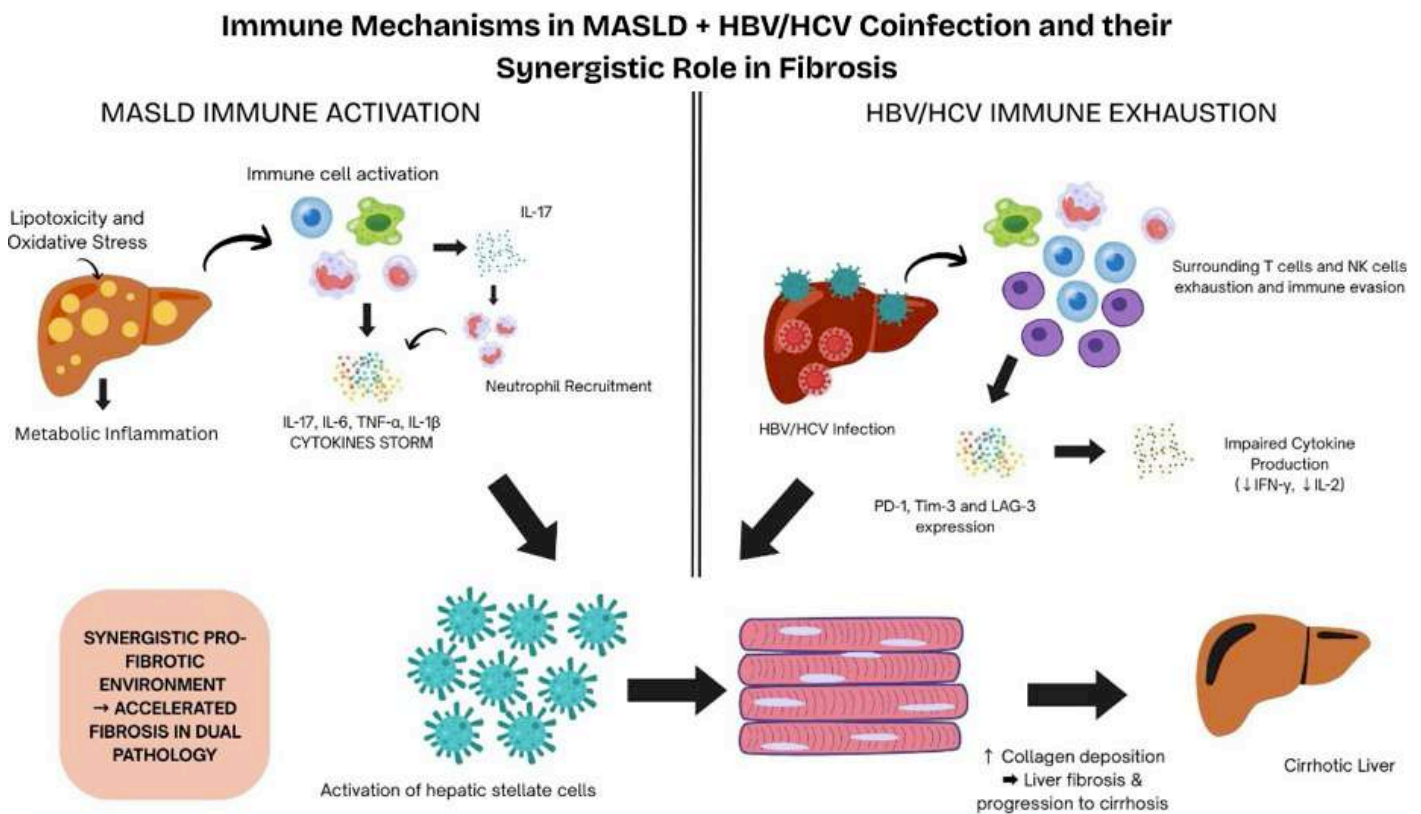 Immune Mechanisms in MASLD + HBV/HCV Coinfection and their
Synergistic Role in Fibrosis
MASLD IMMUNE ACTIVATION
Immune cell activation
Lipotoxicity and
Oxidative Stress
IL-17
Neutrophil Recruitment
IL-17, IL-6, TNF-α, IL-1β
CYTOKINES STORM
Metabolic Inflammation
HBV/HCV IMMUNE EXHAUSTION
Surrounding T cells and NK cells
exhaustion and immune evasion
HBV/HCV Infection
PD-1, Tim-3 and LAG-3
expression
Impaired Cytokine
Production
(↓IFN-γ, ↓IL-2)
SYNERGISTIC PRO-
FIBROTIC
ENVIRONMENT
→ ACCELERATED
FIBROSIS IN DUAL
PATHOLOGY
Activation of hepatic stellate cells
↑ Collagen deposition
➡ Liver fibrosis &
progression to cirrhosis
Cirrhotic Liver